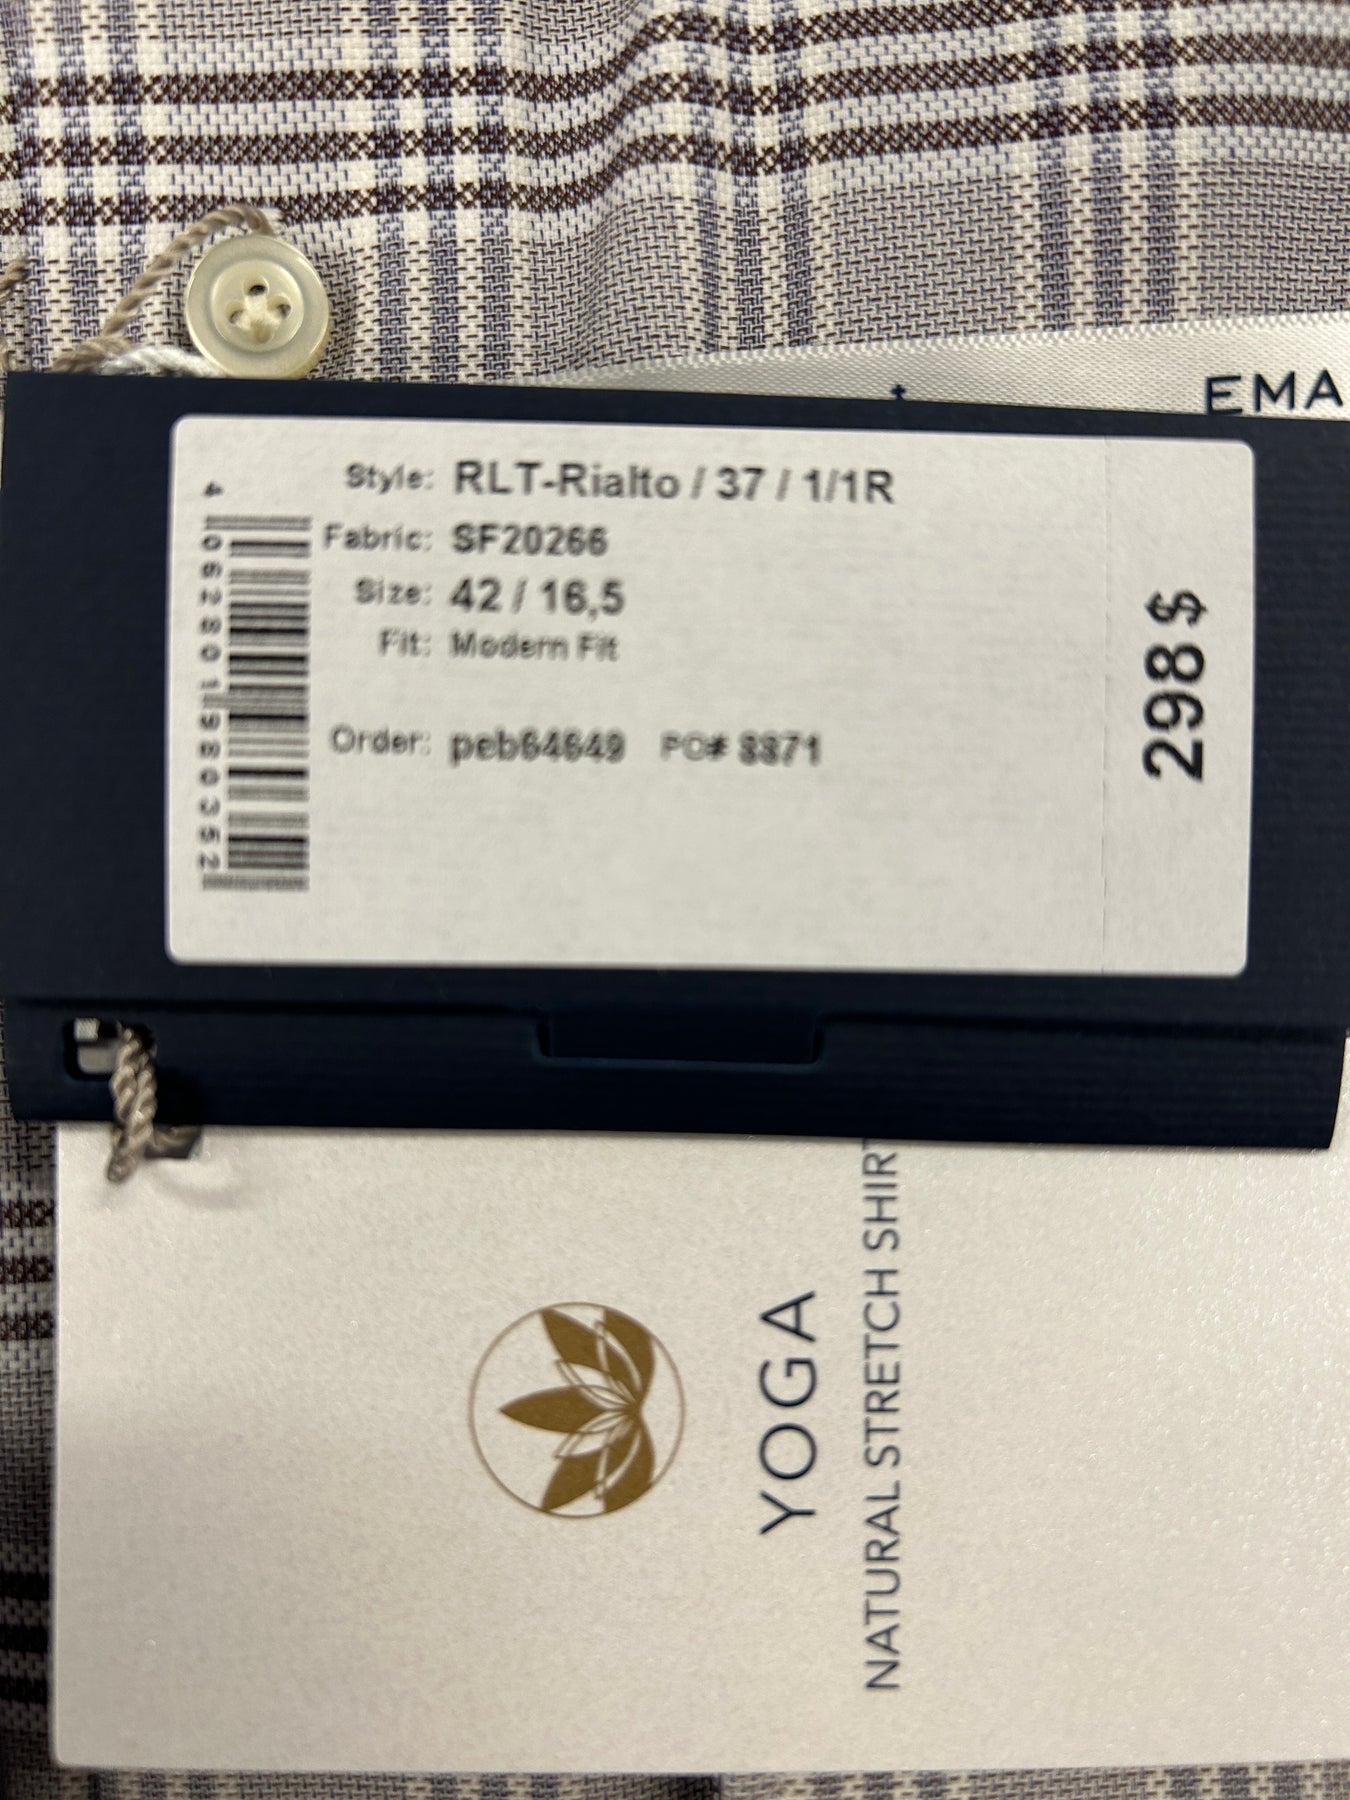 EMA
Style: RLT-Rialto / 37 / 1/1R
Fabric: SF20266
Size: 42 / 16,5
Fit: Modern Fit
Order: peb64649 PO# 8871
4062801980352
298 $
YOGA
NATURAL STRETCH SHIRT